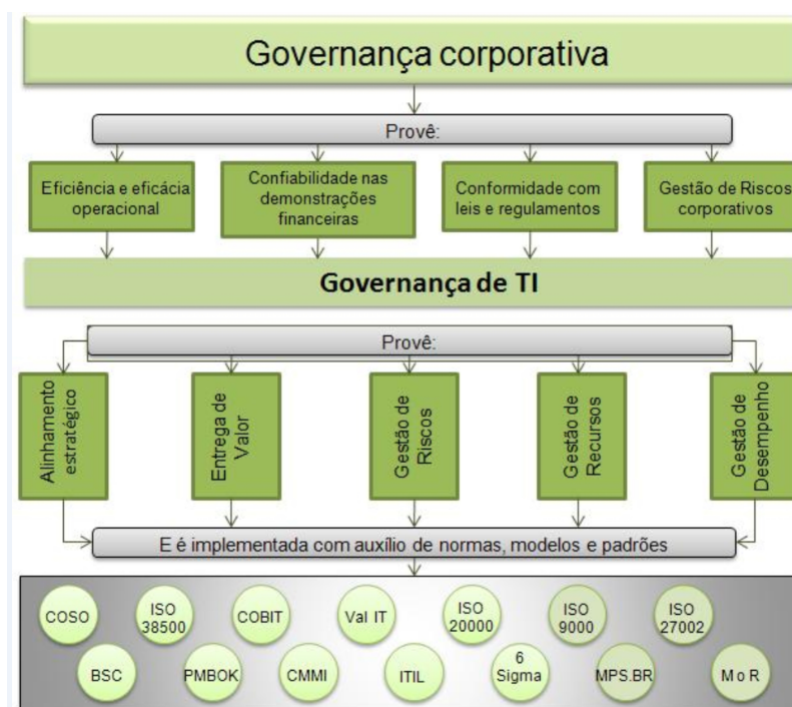 Governança corporativa
Provê:
Eficiência e eficácia
operacional
Confiabilidade nas
demonstrações
financeiras
Conformidade com
leis e regulamentos
Gestão de Riscos
corporativos
Governança de TI
Provê:
Alinhamento
estratégico
Entrega de
Valor
Gestão de
Riscos
Gestão de
Recursos
Gestão de
Desempenho
E é implementada com auxílio de normas, modelos e padrões
COSO
ISO
38500
COBIT
Val IT
ISO
20000
ISO
9000
ISO
27002
BSC
PMBOK
CMMI
ITIL
6
Sigma
MPS.BR
M o R